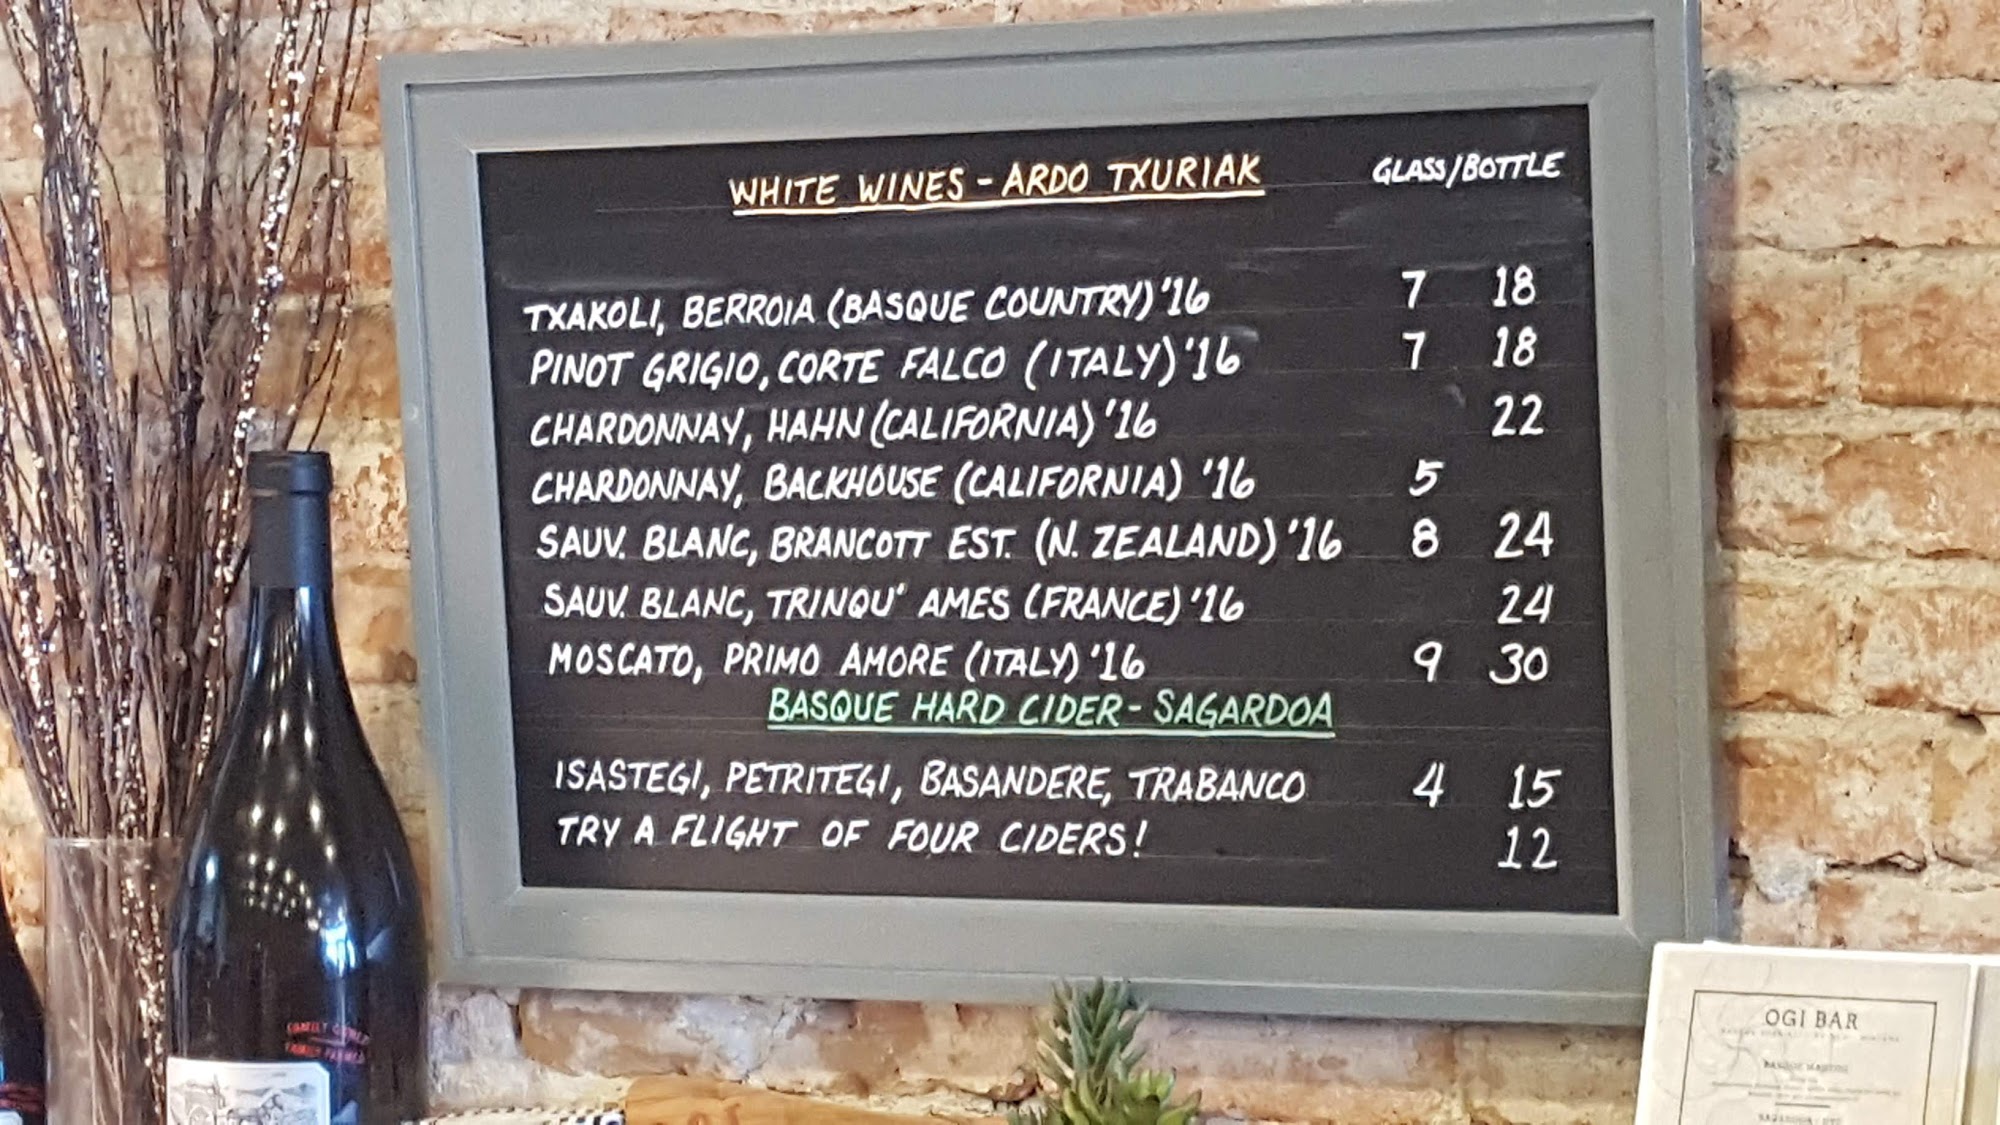 WHITE WINES - ARDO TXURIAK GLASS/BOTTLE
TXAKOLI, BERROIA (BASQUE COUNTRY) '16 7 18
PINOT GRIGIO, CORTE FALCO (ITALY) '16 7 18
CHARDONNAY, HAHN (CALIFORNIA) '16 22
CHARDONNAY, BACKHOUSE (CALIFORNIA) '16 5
SAUV. BLANC, BRANCOTT EST. (N. ZEALAND) '16 8 24
SAUV. BLANC, TRINQU' AMES (FRANCE) '16 24
MOSCATO, PRIMO AMORE (ITALY) '16 9 30
BASQUE HARD CIDER - SAGARDOA
ISASTEGI, PETRITEGI, BASANDERE, TRABANCO 4 15
TRY A FLIGHT OF FOUR CIDERS! 12
OGI BAR